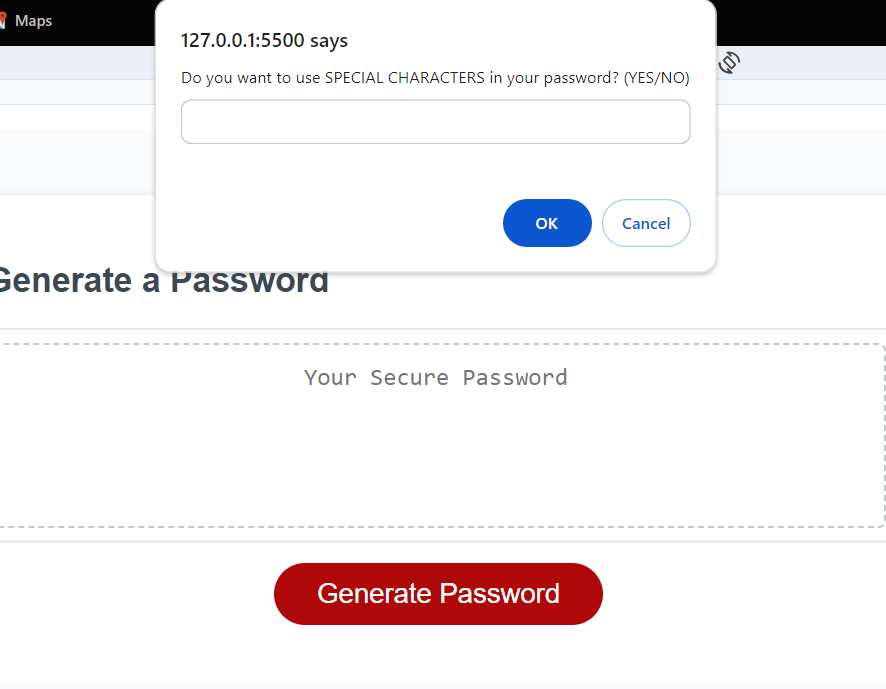 Maps
127.0.0.1:5500 says
Do you want to use SPECIAL CHARACTERS in your password? (YES/NO)
OK
Cancel
Generate a Password
Your Secure Password
Generate Password